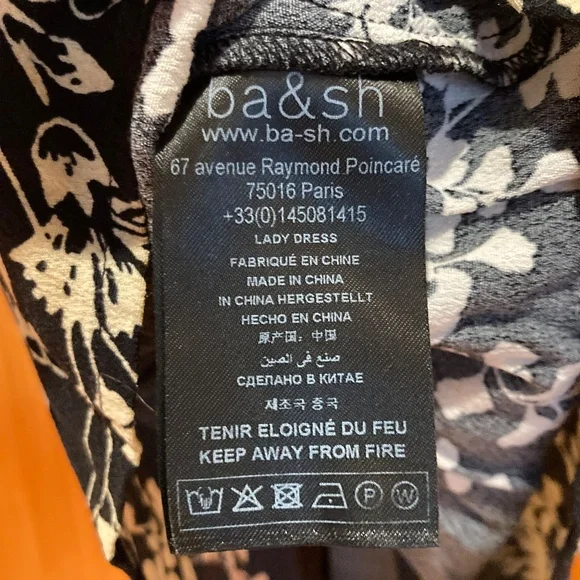 ba&sh
www.ba-sh.com
67 avenue Raymond Poincaré
75016 Paris
+33(0)145081415
LADY DRESS
FABRIQUÉ EN CHINE
MADE IN CHINA
IN CHINA HERGESTELLT
HECHO EN CHINA
原产国：中国
صنع في الصين
СДЕЛАНО В КИТАЕ
제조국 중국
TENIR ELOIGNÉ DU FEU
KEEP AWAY FROM FIRE
P W